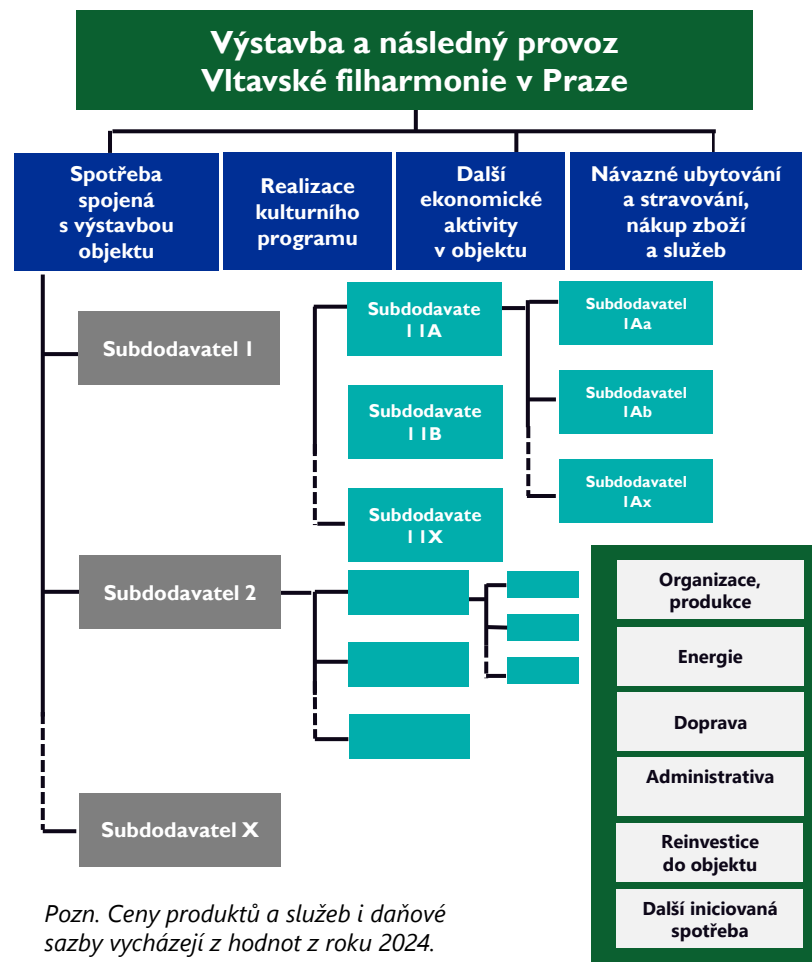 Výstavba a následný provoz
Vltavské filharmonie v Praze
Spotřeba
spojená
s výstavbou
objektu
Realizace
kulturního
programu
Další
ekonomické
aktivity
v objektu
Návazné ubytování
a stravování,
nákup zboží
a služeb
Subdodavatel 1
Subdodavate
l 1A
Subdodavatel
1Aa
Subdodavatel
1Ab
Subdodavate
l 1B
Subdodavatel
1Ax
Subdodavate
l 1X
Subdodavatel 2
Subdodavatel X
Organizace,
produkce
Energie
Doprava
Administrativa
Reinvestice
do objektu
Další iniciovaná
spotřeba
Pozn. Ceny produktů a služeb i daňové
sazby vycházejí z hodnot z roku 2024.